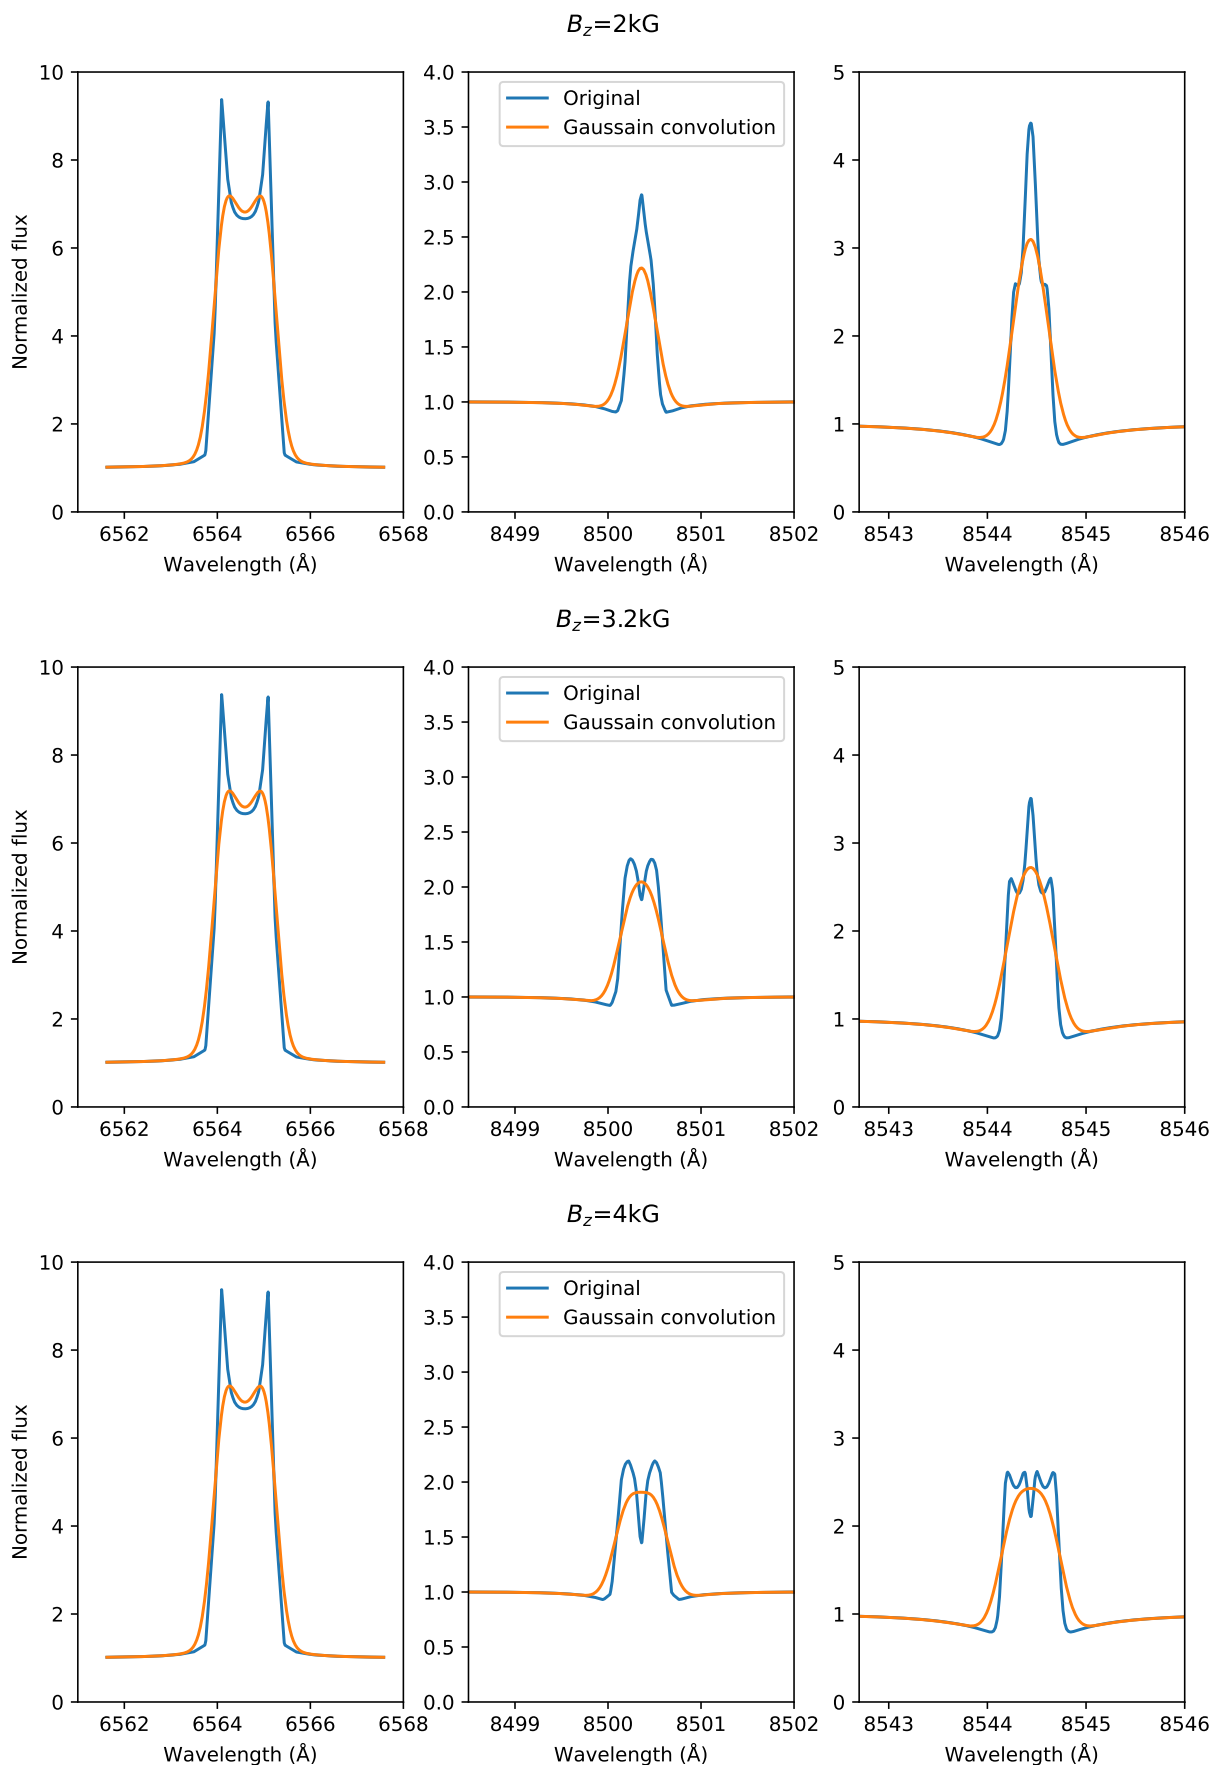 B_z=2kG
10
8
6
4
2
0
Normalized flux
6562 6564 6566 6568
Wavelength (Å)
4.0
3.5
3.0
2.5
2.0
1.5
1.0
0.5
0.0
Original
Gaussain convolution
8499 8500 8501 8502
Wavelength (Å)
5
4
3
2
1
0
8543 8544 8545 8546
Wavelength (Å)
B_z=3.2kG
10
8
6
4
2
0
Normalized flux
6562 6564 6566 6568
Wavelength (Å)
4.0
3.5
3.0
2.5
2.0
1.5
1.0
0.5
0.0
Original
Gaussain convolution
8499 8500 8501 8502
Wavelength (Å)
5
4
3
2
1
0
8543 8544 8545 8546
Wavelength (Å)
B_z=4kG
10
8
6
4
2
0
Normalized flux
6562 6564 6566 6568
Wavelength (Å)
4.0
3.5
3.0
2.5
2.0
1.5
1.0
0.5
0.0
Original
Gaussain convolution
8499 8500 8501 8502
Wavelength (Å)
5
4
3
2
1
0
8543 8544 8545 8546
Wavelength (Å)